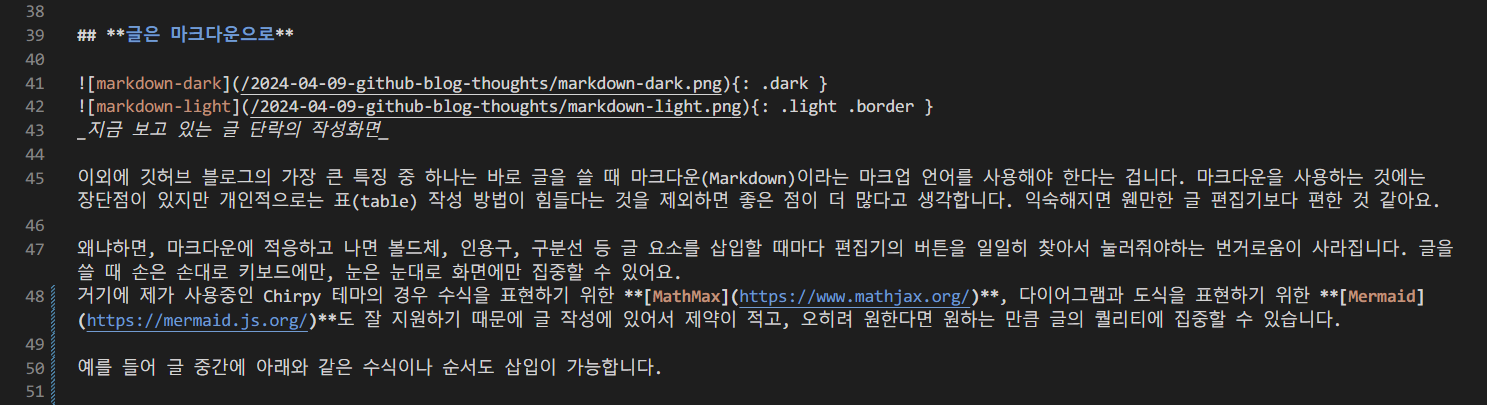 38
39 ## **글은 마크다운으로**
40
41 ![markdown-dark](/2024-04-09-github-blog-thoughts/markdown-dark.png){: .dark }
42 ![markdown-light](/2024-04-09-github-blog-thoughts/markdown-light.png){: .light .border }
43 _지금 보고 있는 글 단락의 작성화면_
44
45 이외에 깃허브 블로그의 가장 큰 특징 중 하나는 바로 글을 쓸 때 마크다운(Markdown)이라는 마크업 언어를 사용해야 한다는 겁니다. 마크다운을 사용하는 것에는
장단점이 있지만 개인적으로는 표(table) 작성 방법이 힘들다는 것을 제외하면 좋은 점이 더 많다고 생각합니다. 익숙해지면 웬만한 글 편집기보다 편한 것 같아요.
46
47 왜냐하면, 마크다운에 적응하고 나면 볼드체, 인용구, 구분선 등 글 요소를 삽입할 때마다 편집기의 버튼을 일일히 찾아서 눌러줘야하는 번거로움이 사라집니다. 글을
쓸 때 손은 손대로 키보드에만, 눈은 눈대로 화면에만 집중할 수 있어요.
48 거기에 제가 사용중인 Chirpy 테마의 경우 수식을 표현하기 위한 **[MathMax](https://www.mathjax.org/)**, 다이어그램과 도식을 표현하기 위한 **[Mermaid]
(https://mermaid.js.org/)**도 잘 지원하기 때문에 글 작성에 있어서 제약이 적고, 오히려 원한다면 원하는 만큼 글의 퀄리티에 집중할 수 있습니다.
49
50 예를 들어 글 중간에 아래와 같은 수식이나 순서도 삽입이 가능합니다.
51